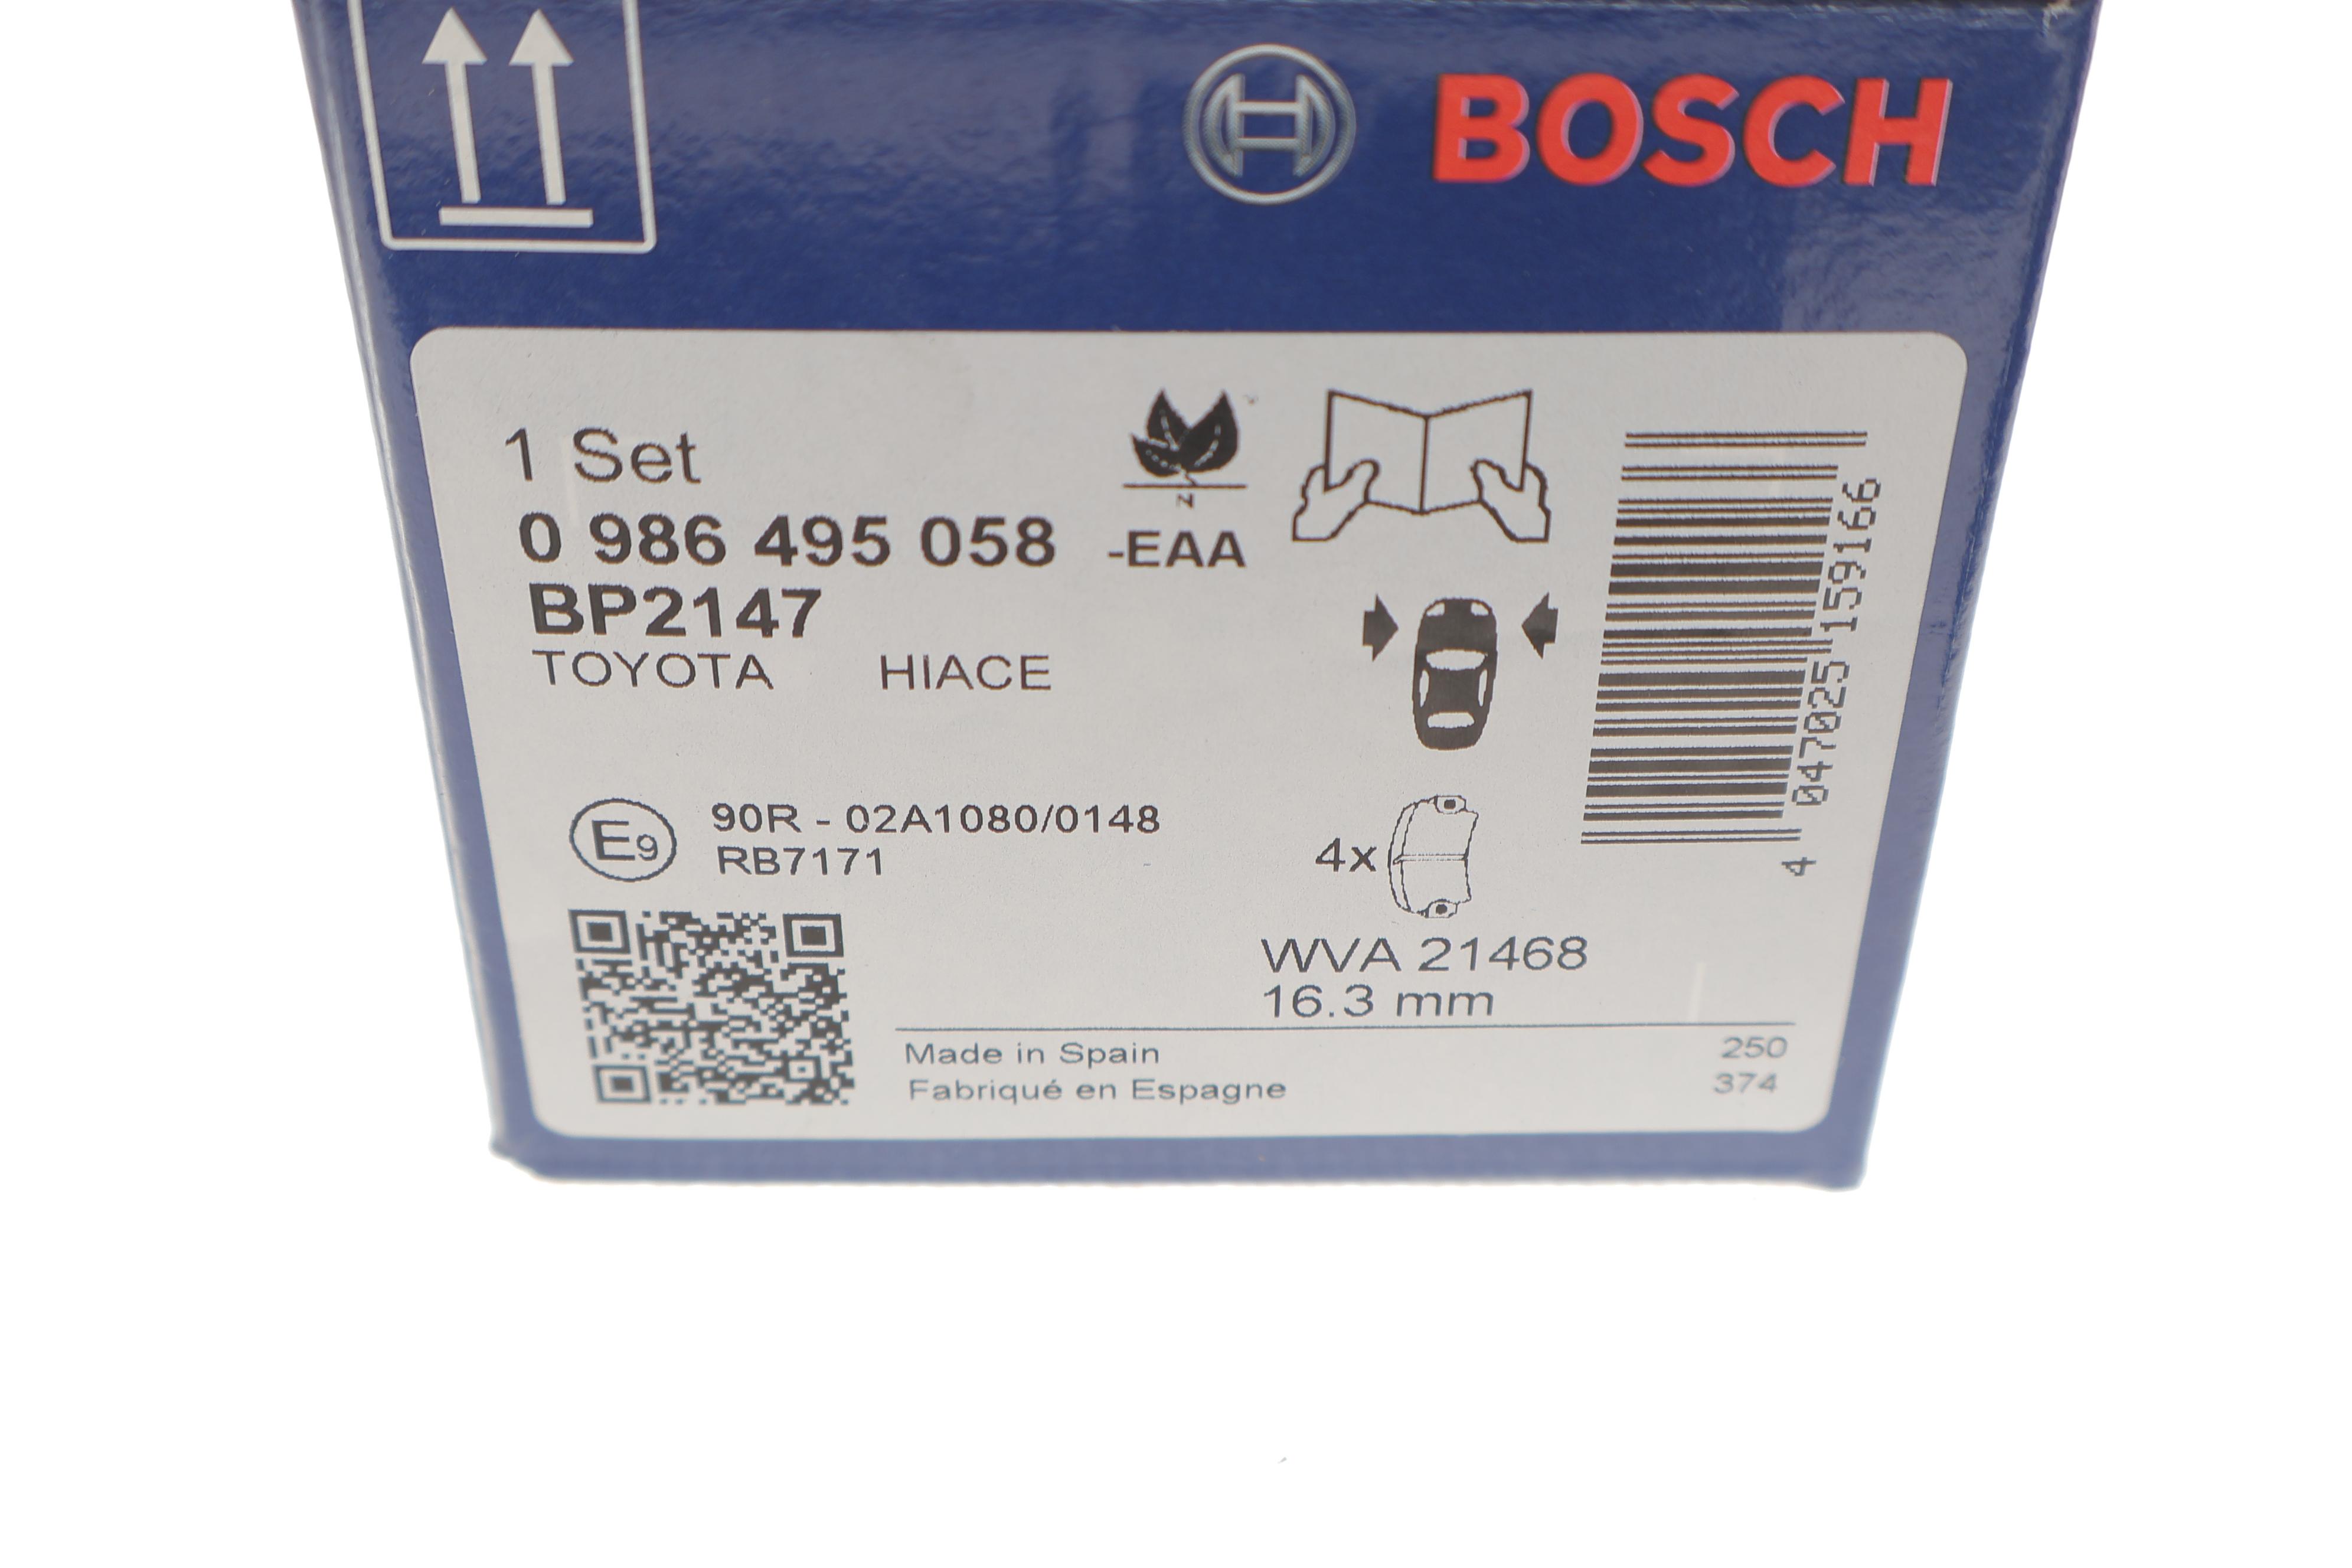 BOSCH
1 Set
0 986 495 058 -EAA
BP2147
TOYOTA HIACE
N
E9
90R - 02A1080/0148
RB7171
4x
WVA 21468
16.3 mm
Made in Spain
Fabriqué en Espagne
250
374
4 047025 159166